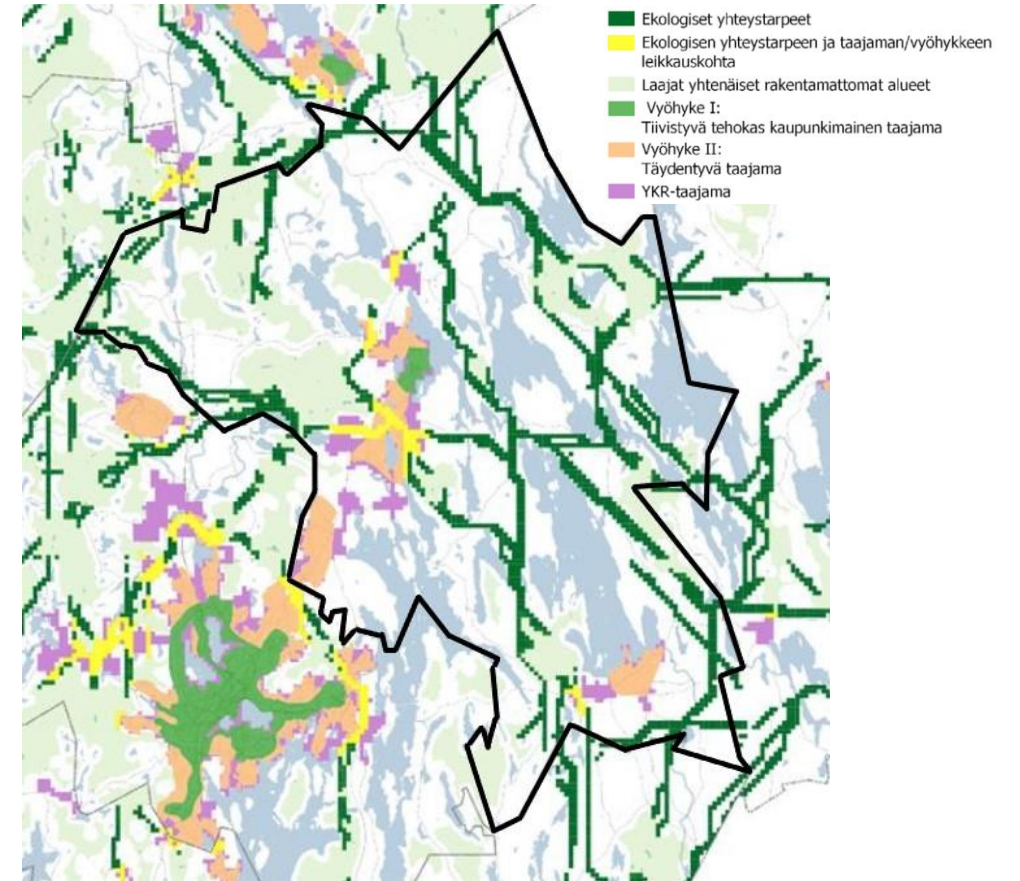 Ekologiset yhteystarpeet
Ekologisen yhteystarpeen ja taajaman/vyöhykkeen
leikkauskohta
Laajat yhtenäiset rakentamattomat alueet
Vyöhyke I:
Tiivistyvä tehokas kaupunkimainen taajama
Vyöhyke II:
Täydentyvä taajama
YKR-taajama